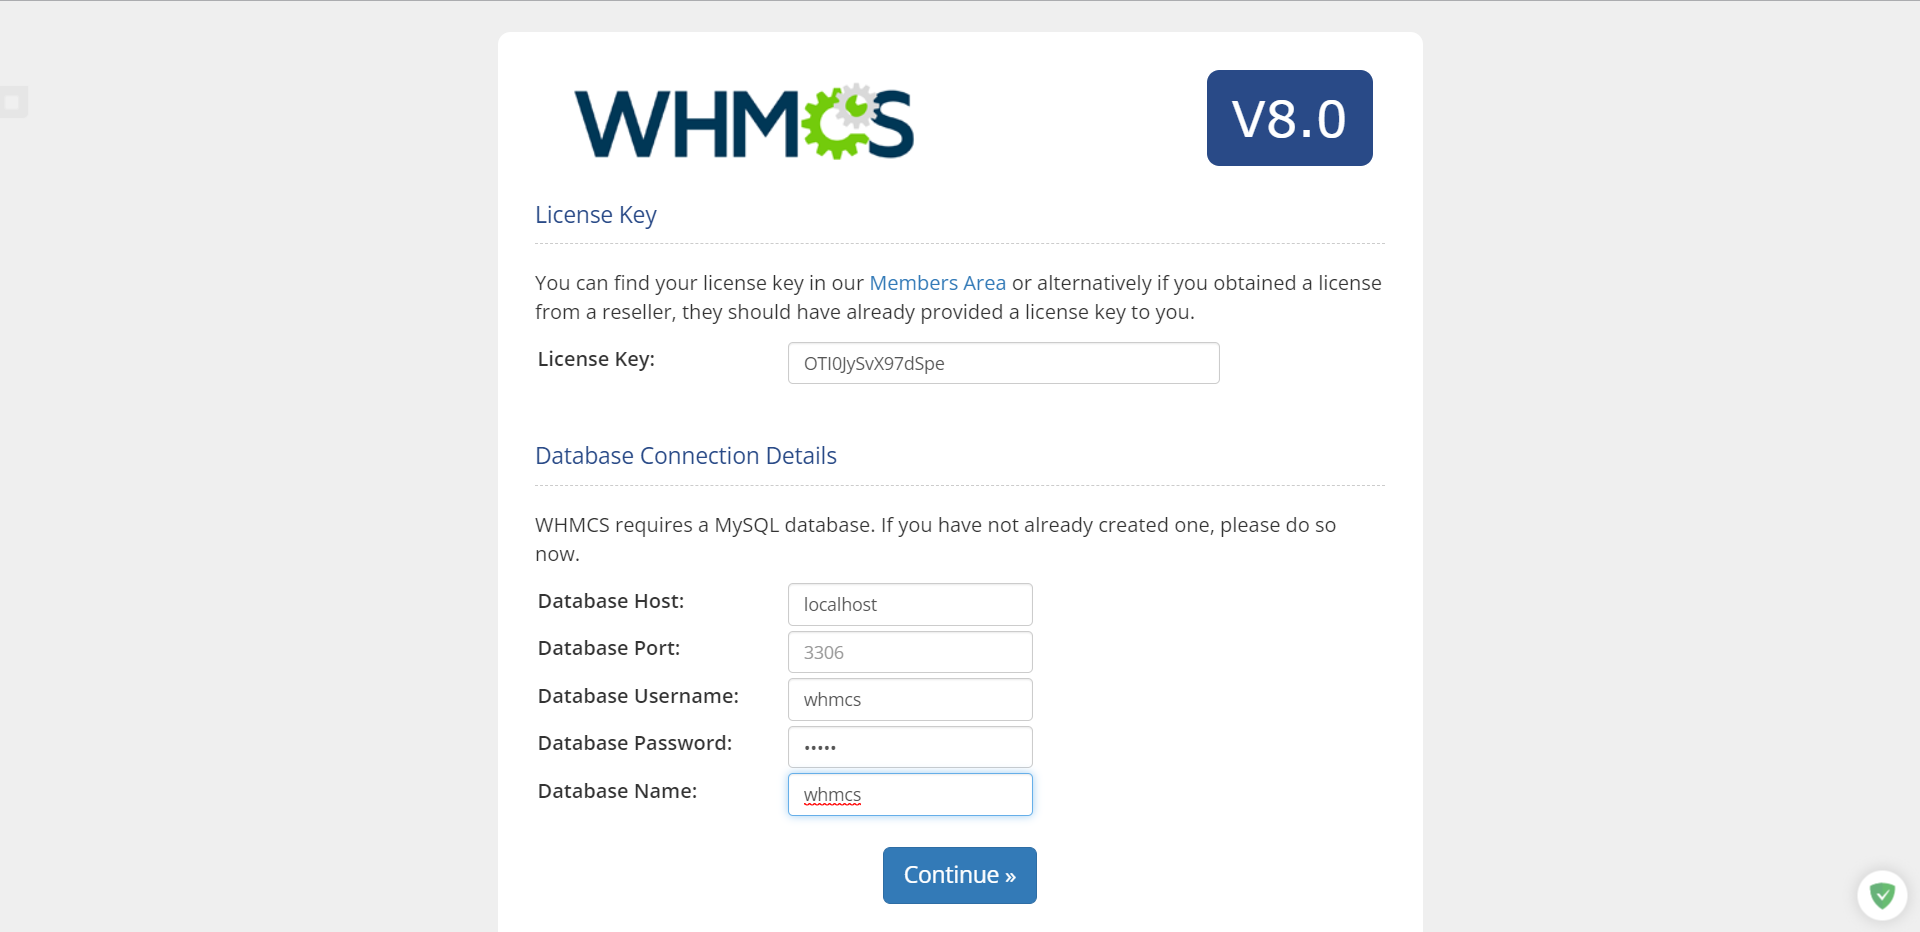 WHMCS
V8.0
License Key
You can find your license key in our Members Area or alternatively if you obtained a license
from a reseller, they should have already provided a license key to you.
License Key:
OTI0JySvX97dSpe
Database Connection Details
WHMCS requires a MySQL database. If you have not already created one, please do so
now.
Database Host:
localhost
Database Port:
3306
Database Username:
whmcs
Database Password:
•••••
Database Name:
whmcs
Continue »